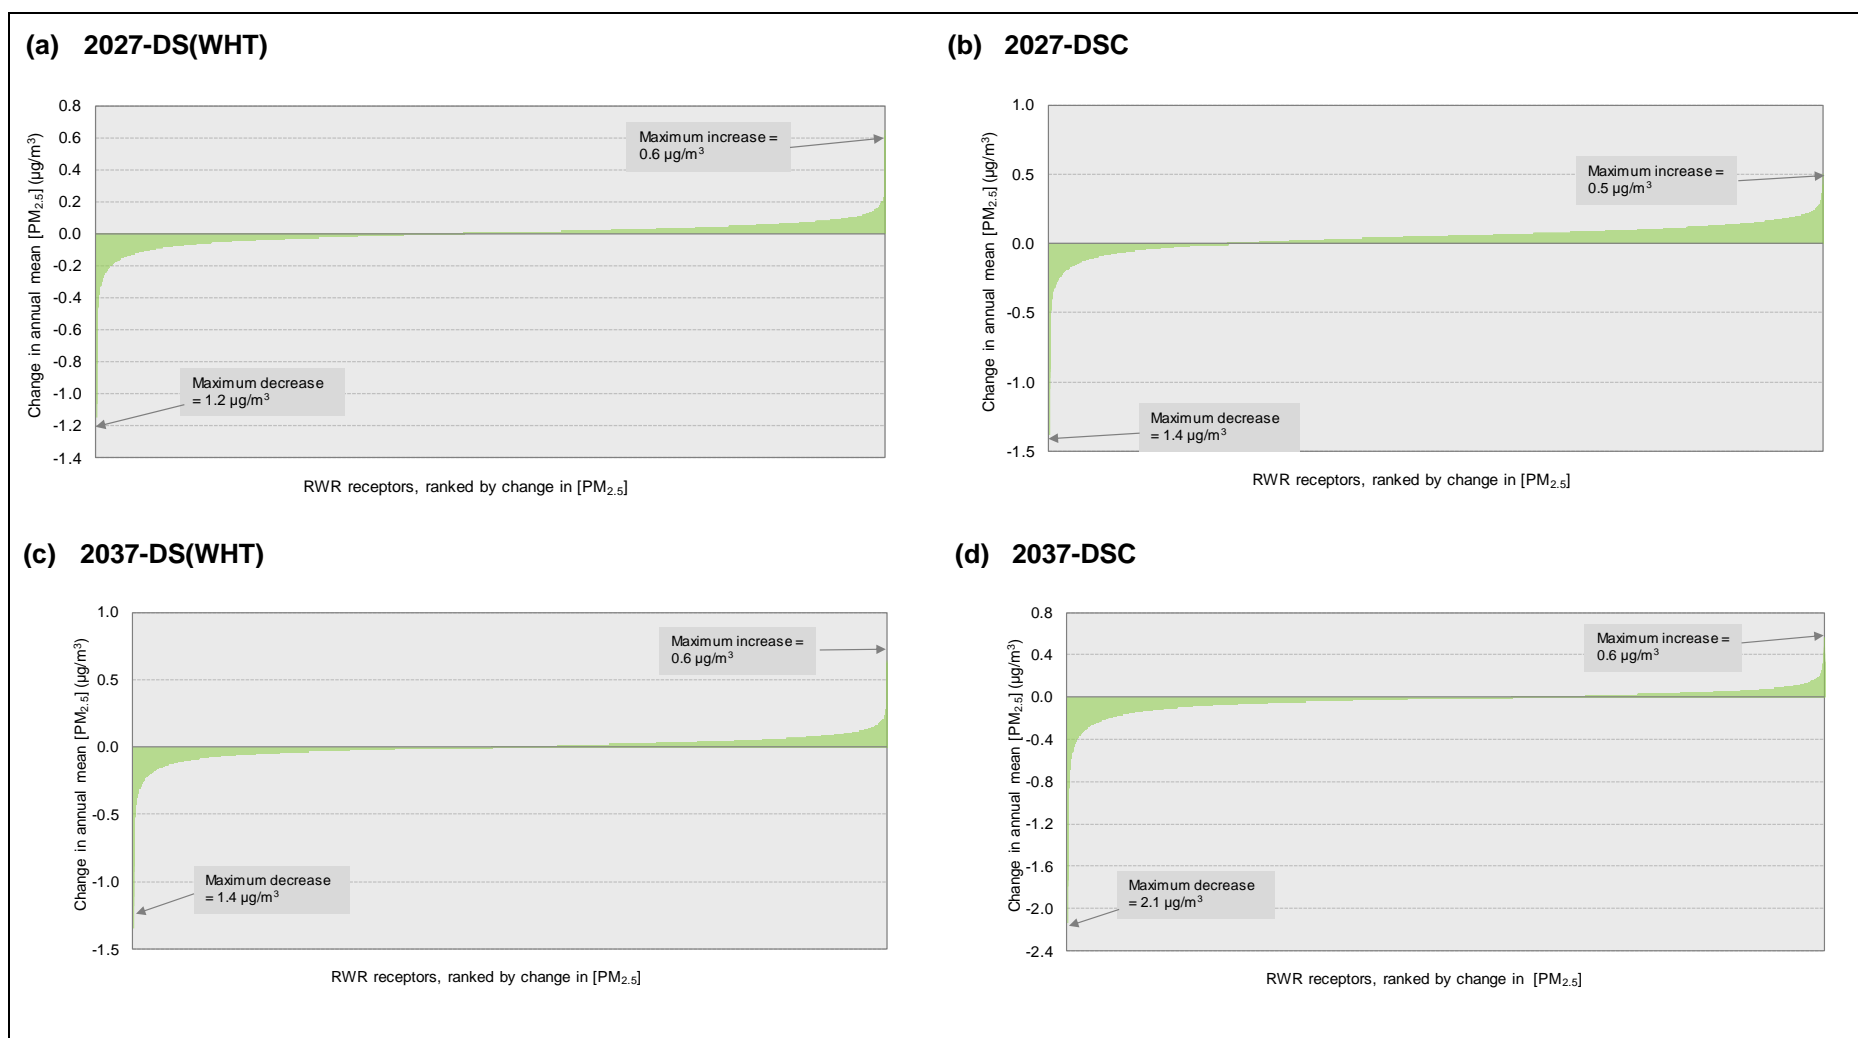 (a) 2027-DS(WHT)
Change in annual mean [PM2.5] (µg/m3)
0.8
0.6
0.4
0.2
0.0
-0.2
-0.4
-0.6
-0.8
-1.0
-1.2
-1.4
Maximum increase =
0.6 µg/m3
Maximum decrease
= 1.2 µg/m3
RWR receptors, ranked by change in [PM2.5]
(b) 2027-DSC
Change in annual mean [PM2.5] (µg/m3)
1.0
0.5
0.0
-0.5
-1.0
-1.5
Maximum increase =
0.5 µg/m3
Maximum decrease
= 1.4 µg/m3
RWR receptors, ranked by change in [PM2.5]
(c) 2037-DS(WHT)
Change in annual mean [PM2.5] (µg/m3)
1.0
0.5
0.0
-0.5
-1.0
-1.5
Maximum increase =
0.6 µg/m3
Maximum decrease
= 1.4 µg/m3
RWR receptors, ranked by change in [PM2.5]
(d) 2037-DSC
Change in annual mean [PM2.5] (µg/m3)
0.8
0.4
0.0
-0.4
-0.8
-1.2
-1.6
-2.0
-2.4
Maximum increase =
0.6 µg/m3
Maximum decrease
= 2.1 µg/m3
RWR receptors, ranked by change in [PM2.5]